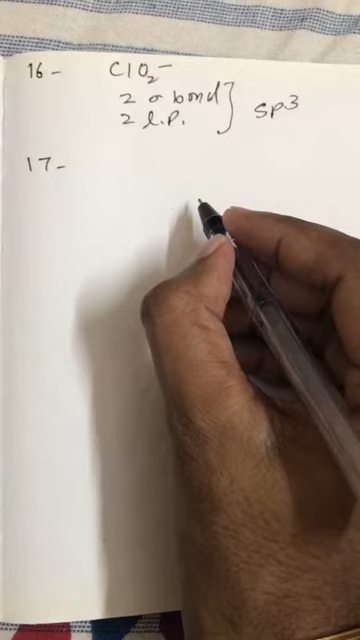 16- ClO₂⁻
2 σ bond } sp³
2 l.p.
17-